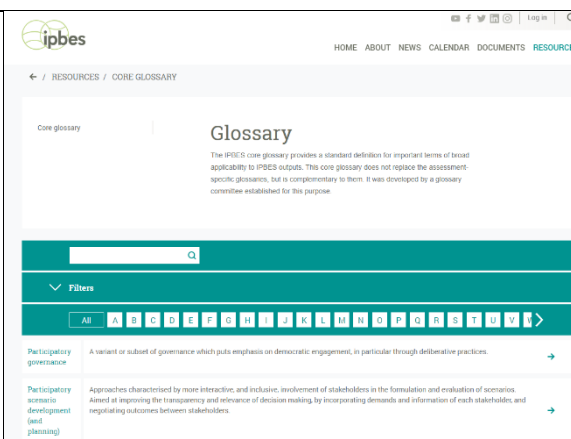 ipbes
Log in
HOME ABOUT NEWS CALENDAR DOCUMENTS RESOURC
← / RESOURCES / CORE GLOSSARY
Core glossary
Glossary
The IPBES core glossary provides a standard definition for important terms of broad
applicability to IPBES outputs. This core glossary does not replace the assessment-
specific glossaries, but is complementary to them. It was developed by a glossary
committee established for this purpose.
Filters
All A B C D E F G H I J K L M N O P Q R S T U V W
Participatory
governance
A variant or subset of governance which puts emphasis on democratic engagement, in particular through deliberative practices.
Participatory
scenario
development
(and
planning)
Approaches characterised by more interactive, and inclusive, involvement of stakeholders in the formulation and evaluation of scenarios.
Aimed at improving the transparency and relevance of decision making, by incorporating demands and information of each stakeholder, and
negotiating outcomes between stakeholders.